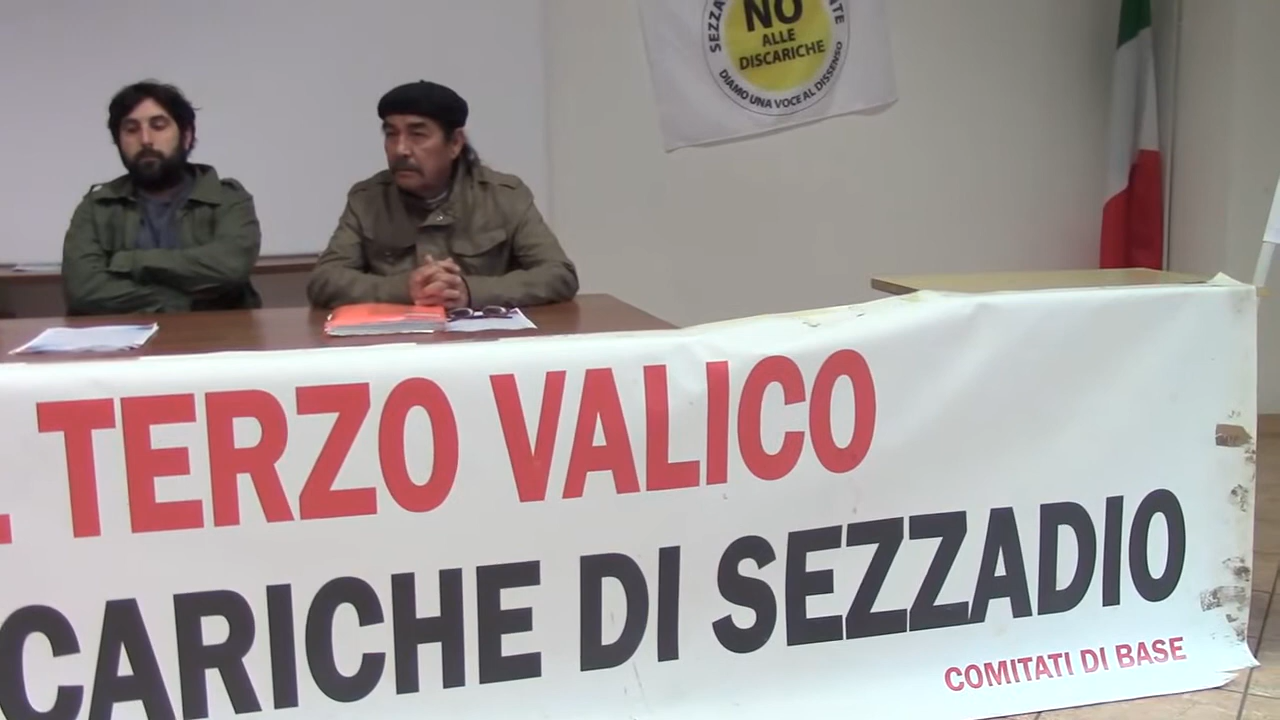 NO
ALLE
DISCARICHE
DIAMO UNA VOCE AL DISSENSO
TERZO VALICO
CARICHE DI SEZZADIO
COMITATI DI BASE